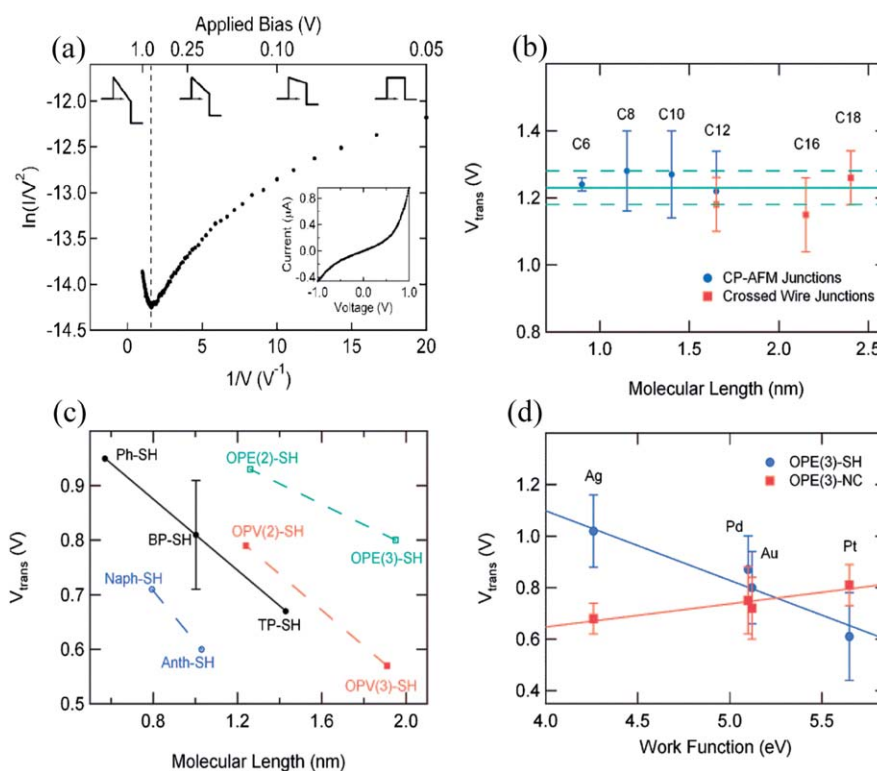 (a)
Applied Bias (V)
1.0 0.25 0.10 0.05
ln(I/V²)
-12.0
-12.5
-13.0
-13.5
-14.0
-14.5
0 5 10 15 20
1/V (V⁻¹)
Current (µA)
0.8
0.4
0.0
-0.4
-1.0 0.0 1.0
Voltage (V)
(b)
V_trans (V)
1.6
1.4
1.2
1.0
0.8
C6 C8 C10 C12 C16 C18
CP-AFM Junctions
Crossed Wire Junctions
1.0 1.5 2.0 2.5
Molecular Length (nm)
(c)
V_trans (V)
0.9
0.8
0.7
0.6
0.5
Ph-SH
OPE(2)-SH
BP-SH
OPV(2)-SH
OPE(3)-SH
Naph-SH
TP-SH
Anth-SH
OPV(3)-SH
0.8 1.2 1.6 2.0
Molecular Length (nm)
(d)
V_trans (V)
1.2
1.0
0.8
0.6
0.4
OPE(3)-SH
OPE(3)-NC
Ag
Pd
Au
Pt
4.0 4.5 5.0 5.5
Work Function (eV)